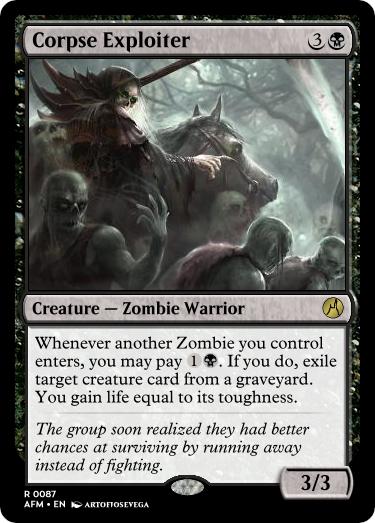 Corpse Exploiter 3
Creature — Zombie Warrior
Whenever another Zombie you control
enters, you may pay 1 . If you do, exile
target creature card from a graveyard.
You gain life equal to its toughness.
The group soon realized they had better
chances at surviving by running away
instead of fighting.
3/3
R 0087
AFM • EN ARTOFIOSEVEGA